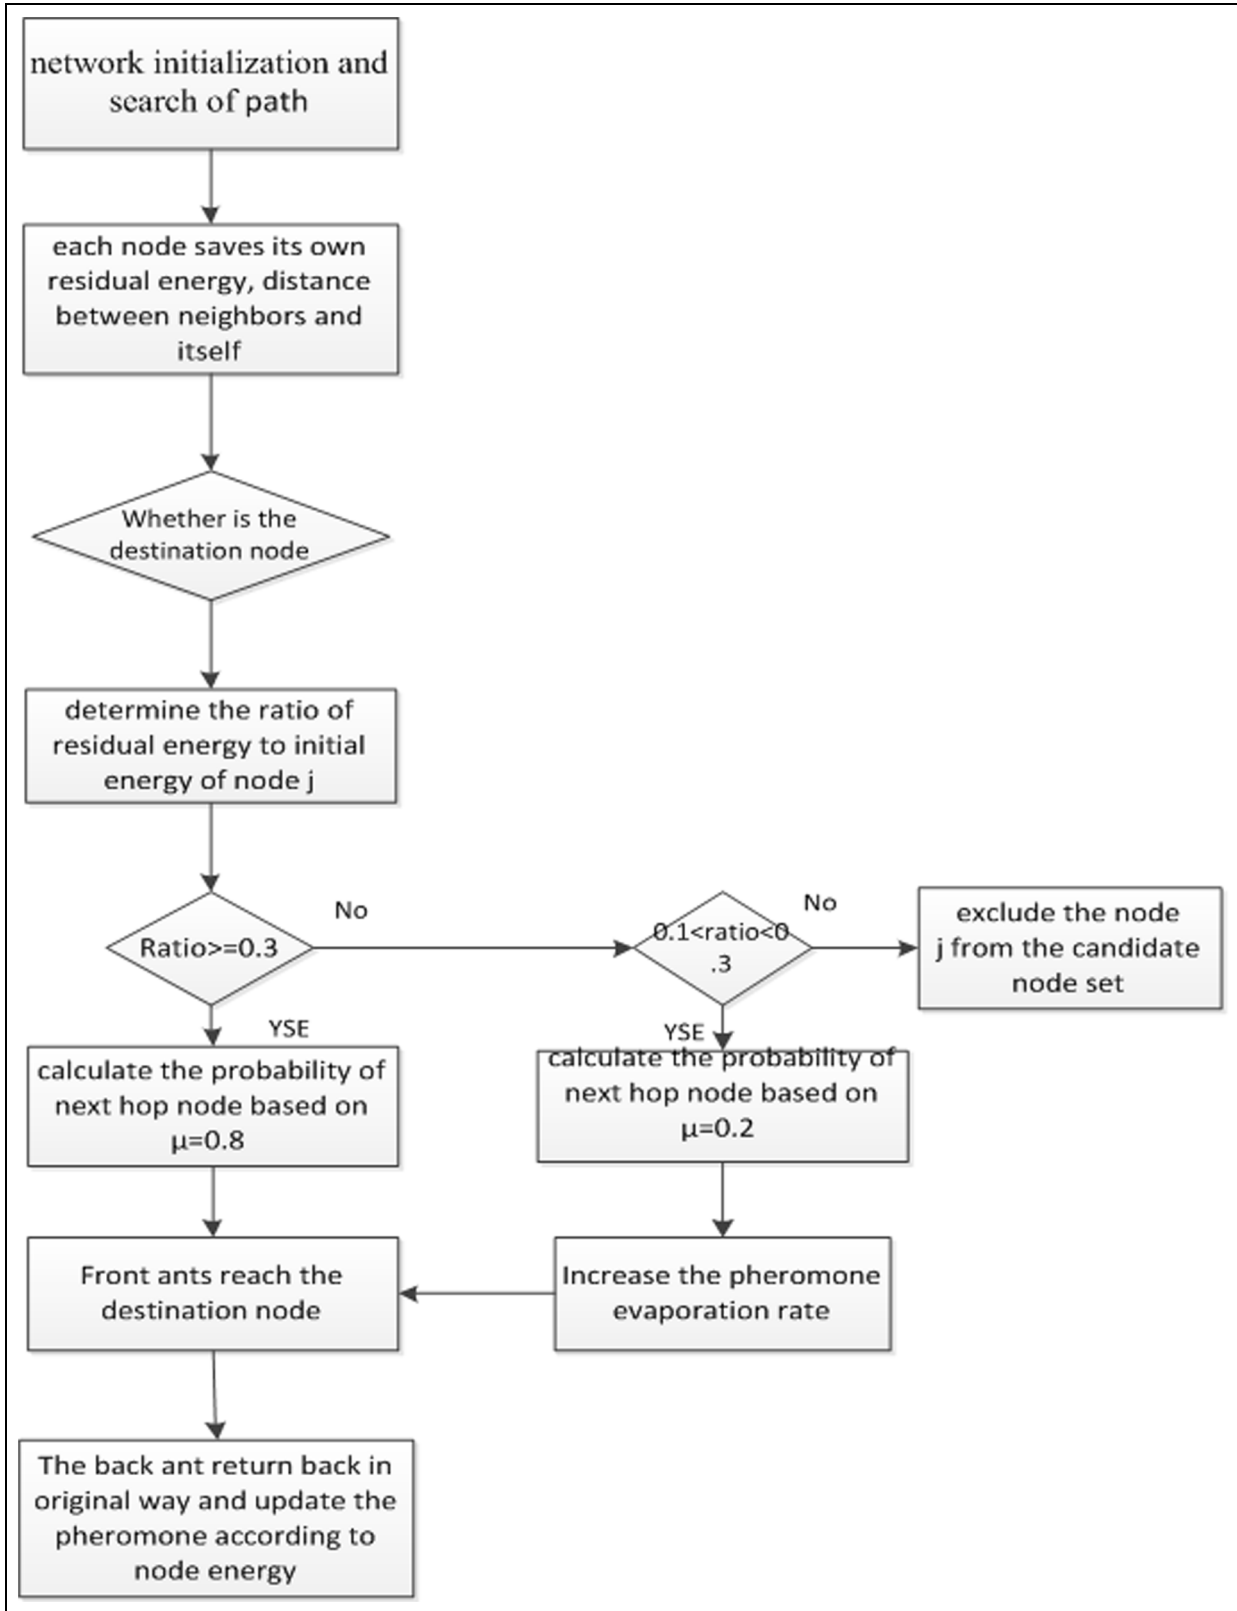 network initialization and
search of path
each node saves its own
residual energy, distance
between neighbors and
itself
Whether is the
destination node
determine the ratio of
residual energy to initial
energy of node j
Ratio>=0.3
No
0.1<ratio<0
.3
No
exclude the node
j from the candidate
node set
YSE
calculate the probability of
next hop node based on
μ=0.8
YSE
calculate the probability of
next hop node based on
μ=0.2
Front ants reach the
destination node
Increase the pheromone
evaporation rate
The back ant return back in
original way and update the
pheromone according to
node energy